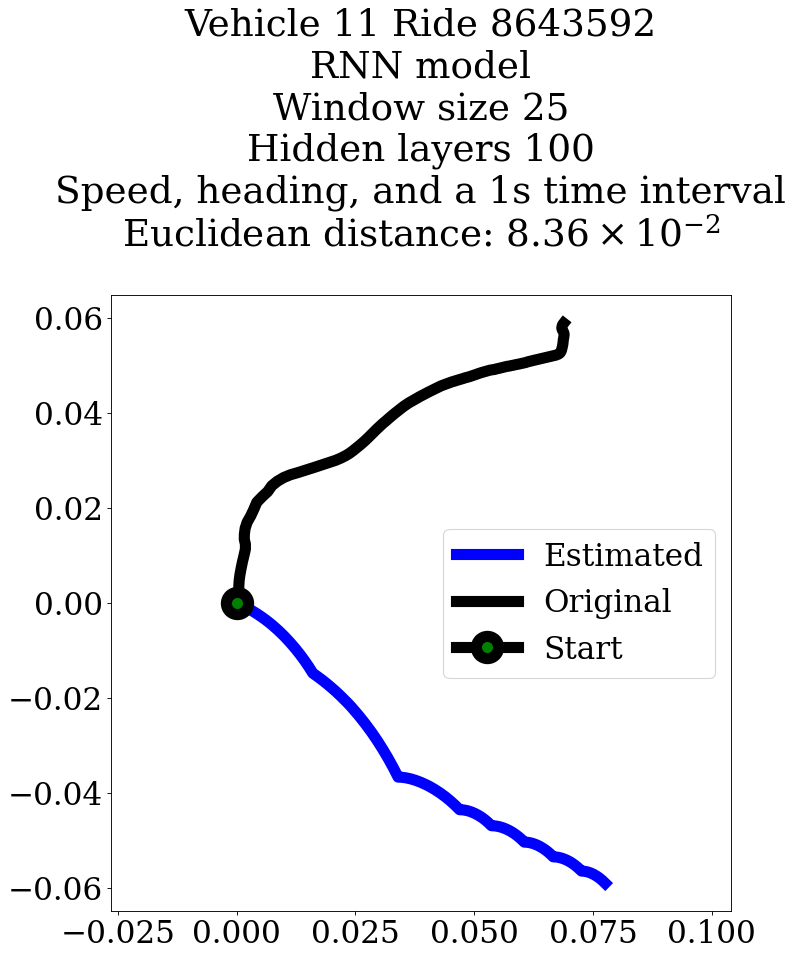 Vehicle 11 Ride 8643592
RNN model
Window size 25
Hidden layers 100
Speed, heading, and a 1s time interval
Euclidean distance: 8.36 × 10⁻²
0.06
0.04
0.02
0.00
−0.02
−0.04
−0.06
Estimated
Original
Start
−0.025 0.000 0.025 0.050 0.075 0.100